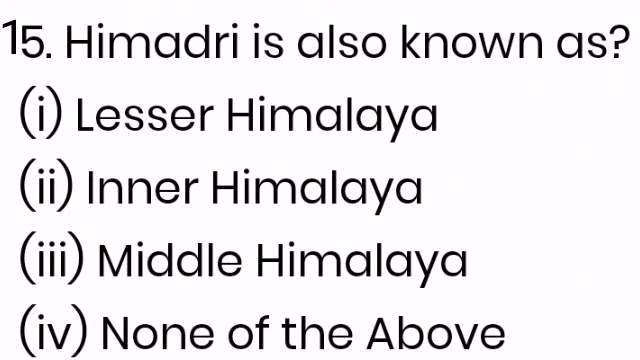 15. Himadri is also known as?
(i) Lesser Himalaya
(ii) Inner Himalaya
(iii) Middle Himalaya
(iv) None of the Above